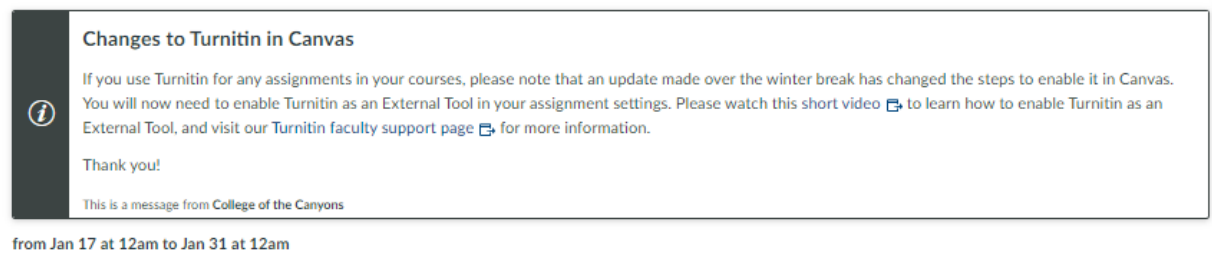 Changes to Turnitin in Canvas
If you use Turnitin for any assignments in your courses, please note that an update made over the winter break has changed the steps to enable it in Canvas.
You will now need to enable Turnitin as an External Tool in your assignment settings. Please watch this short video to learn how to enable Turnitin as an
External Tool, and visit our Turnitin faculty support page for more information.
Thank you!
This is a message from College of the Canyons
from Jan 17 at 12am to Jan 31 at 12am